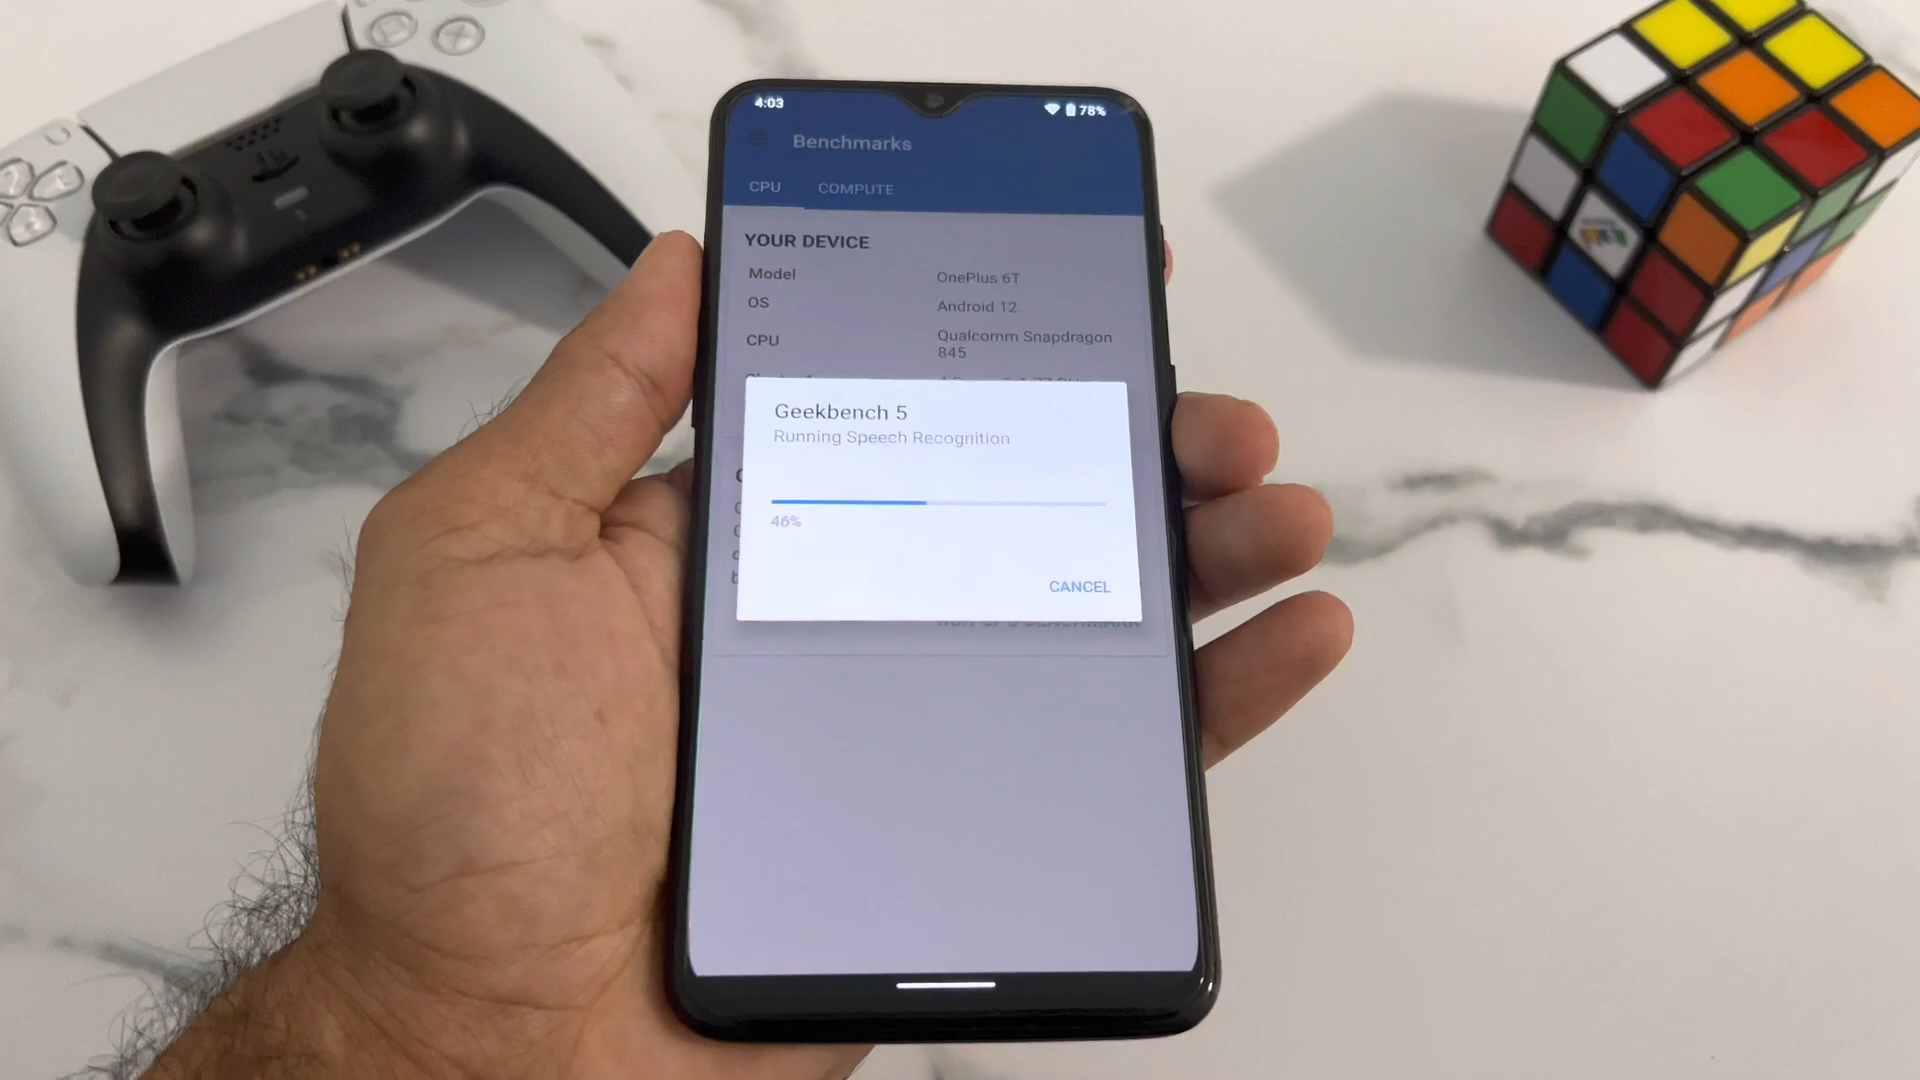 4:03
78%
Benchmarks
CPU
COMPUTE
YOUR DEVICE
Model
OnePlus 6T
OS
Android 12
CPU
Qualcomm Snapdragon
845
Geekbench 5
Running Speech Recognition
46%
CANCEL